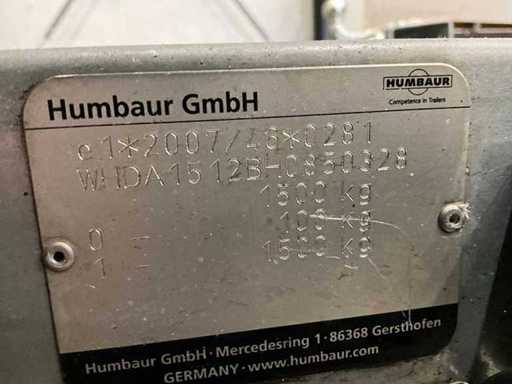 HUMBAUR
Competence in Trailers
Humbaur GmbH
e1*2007/46*0281
WHDA1512BH0850328
1500 kg
0 - 100 kg
1 - 1500 kg
Humbaur GmbH · Mercedesring 1 · 86368 Gersthofen
GERMANY · www.humbaur.com